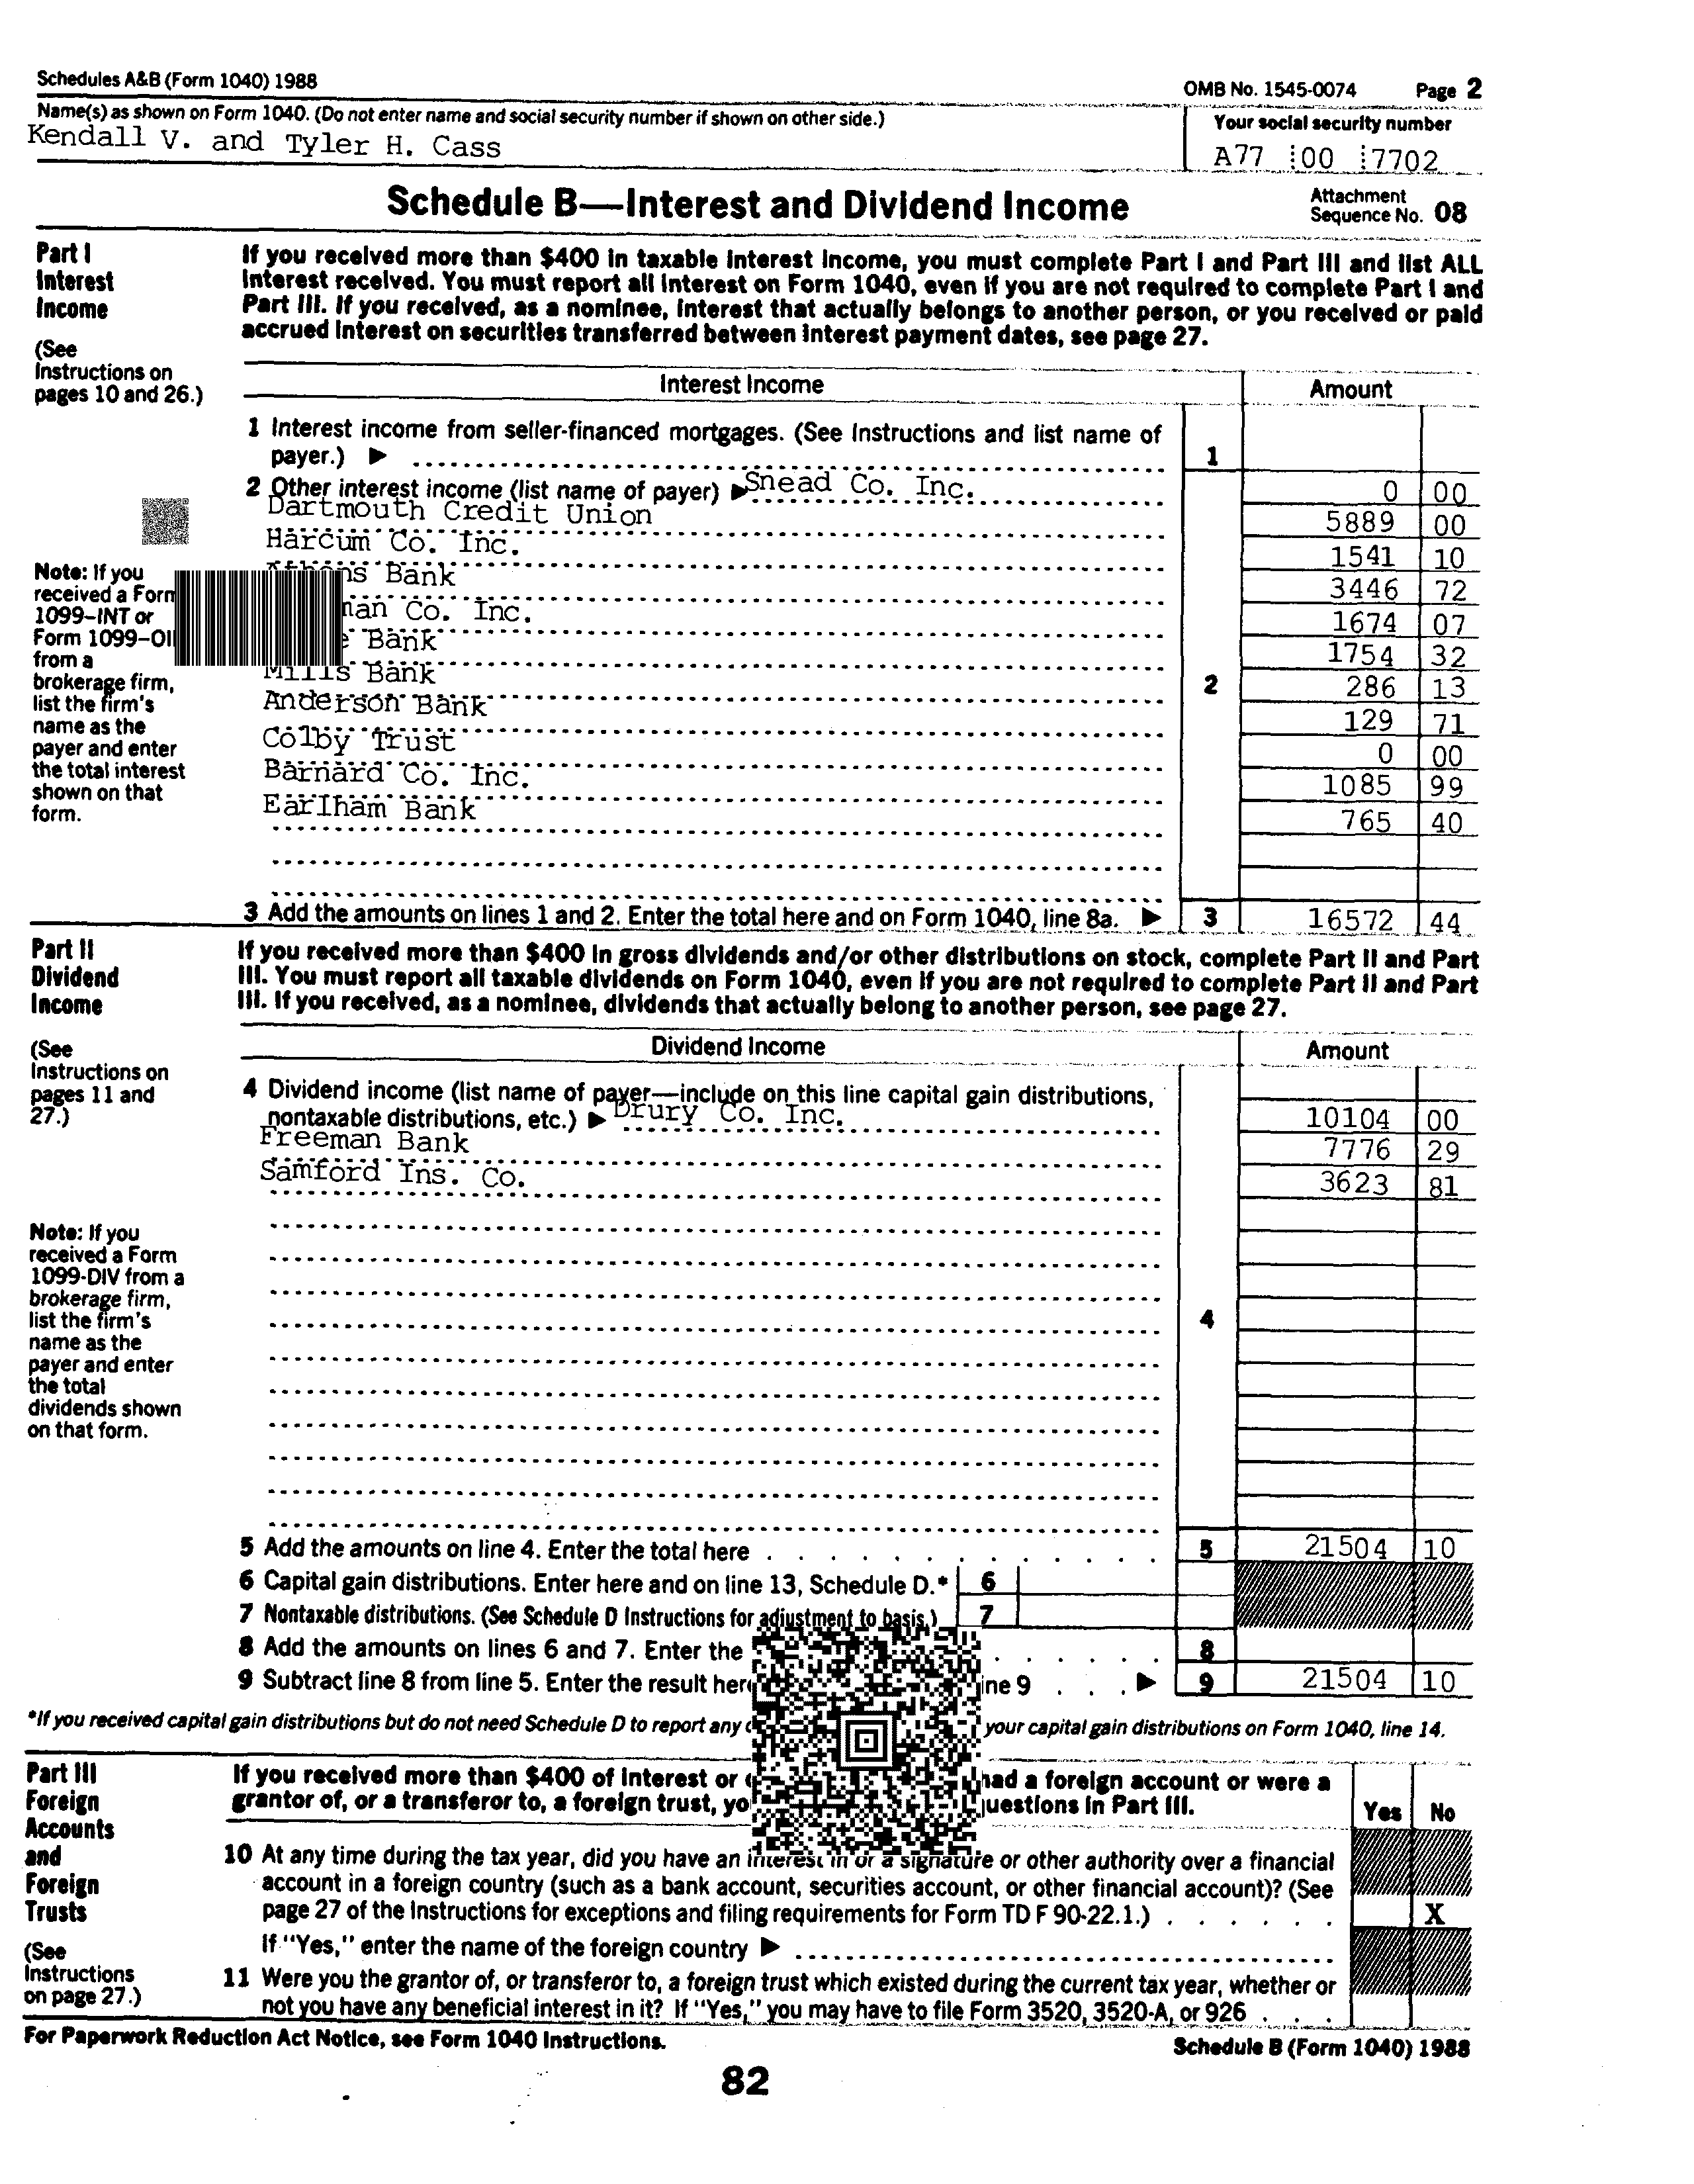 Schedules A&B (Form 1040) 1988 OMB No. 1545-0074 Page 2
Name(s) as shown on Form 1040. (Do not enter name and social security number if shown on other side.) Your social security number
Kendall V. and Tyler H. Cass A77 00 7702
Schedule B—Interest and Dividend Income Attachment Sequence No. 08
Part I
Interest
Income
(See
Instructions on
pages 10 and 26.)
If you received more than $400 in taxable interest income, you must complete Part I and Part III and list ALL
interest received. You must report all interest on Form 1040, even if you are not required to complete Part I and
Part III. If you received, as a nominee, interest that actually belongs to another person, or you received or paid
accrued interest on securities transferred between interest payment dates, see page 27.
Interest Income Amount
1 Interest income from seller-financed mortgages. (See Instructions and list name of
payer.) ▶ 1
2 Other interest income (list name of payer) ▶ Snead Co. Inc. 0 00
Dartmouth Credit Union 5889 00
Harcum Co. Inc. 1541 10
Bank 3446 72
Co. Inc. 1674 07
Bank 1754 32
Mills Bank 2 286 13
Anderson Bank 129 71
Colby Trust 0 00
Barnard Co. Inc. 1085 99
Earlham Bank 765 40
Note: If you
received a Form
1099–INT or
Form
from a
brokerage firm,
list the firm's
name as the
payer and enter
the total interest
shown on that
form.
3 Add the amounts on lines 1 and 2. Enter the total here and on Form 1040, line 8a. ▶ 3 16572 44
Part II
Dividend
Income
(See
Instructions on
pages 11 and
27.)
If you received more than $400 in gross dividends and/or other distributions on stock, complete Part II and Part
III. You must report all taxable dividends on Form 1040, even if you are not required to complete Part II and Part
III. If you received, as a nominee, dividends that actually belong to another person, see page 27.
Dividend Income Amount
4 Dividend income (list name of payer—include on this line capital gain distributions,
nontaxable distributions, etc.) ▶ Drury Co. Inc. 10104 00
Freeman Bank 7776 29
Samford Ins. Co. 3623 81
4
Note: If you
received a Form
1099-DIV from a
brokerage firm,
list the firm's
name as the
payer and enter
the total
dividends shown
on that form.
5 Add the amounts on line 4. Enter the total here 5 21504 10
6 Capital gain distributions. Enter here and on line 13, Schedule D.* 6
7 Nontaxable distributions. (See Schedule D Instructions for adjustment to basis.) 7
8 Add the amounts on lines 6 and 7. Enter the 8
9 Subtract line 8 from line 5. Enter the result 9 ▶ 9 21504 10
*If you received capital gain distributions but do not need Schedule D to report any your capital gain distributions on Form 1040, line 14.
Part III
Foreign
Accounts
and
Foreign
Trusts
(See
Instructions
on page 27.)
If you received more than $400 of interest or had a foreign account or were a
grantor of, or a transferor to, a foreign trust, questions in Part III. Yes No
10 At any time during the tax year, did you have an interest in or a signature or other authority over a financial
account in a foreign country (such as a bank account, securities account, or other financial account)? (See
page 27 of the Instructions for exceptions and filing requirements for Form TD F 90-22.1.) X
If "Yes," enter the name of the foreign country ▶
11 Were you the grantor of, or transferor to, a foreign trust which existed during the current tax year, whether or
not you have any beneficial interest in it? If "Yes," you may have to file Form 3520, 3520-A, or 926
For Paperwork Reduction Act Notice, see Form 1040 Instructions. Schedule B (Form 1040) 1988
82